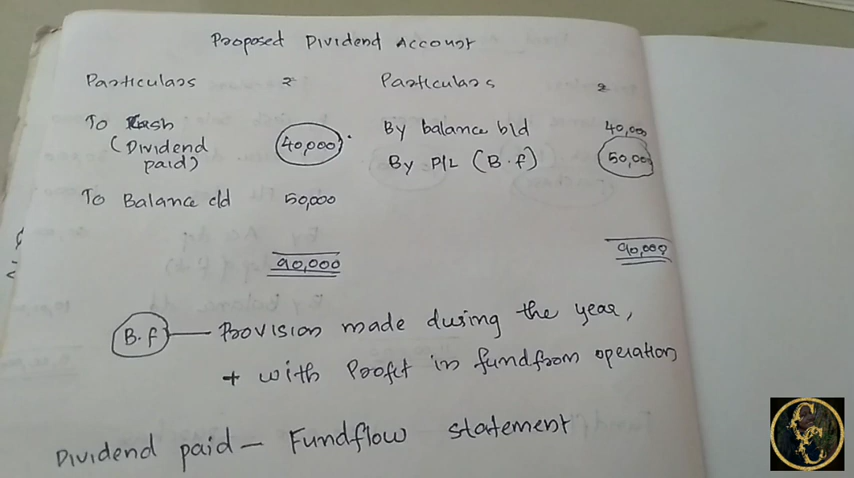 Proposed Dividend Account
Particulars ₹ Particulars ₹
To Cash 40,000 By balance b/d 40,000
(Dividend paid) By P/L (B.f) 50,000
To Balance c/d 50,000
90,000 90,000
B.f — Provision made during the year,
+ with Profit in fundfrom operation
Dividend paid — Fundflow statement